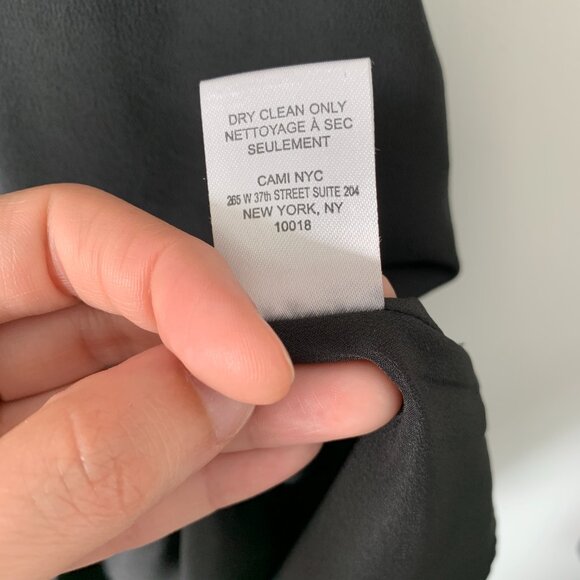 DRY CLEAN ONLY
NETTOYAGE À SEC
SEULEMENT
CAMI NYC
265 W 37th STREET SUITE 204
NEW YORK, NY
10018